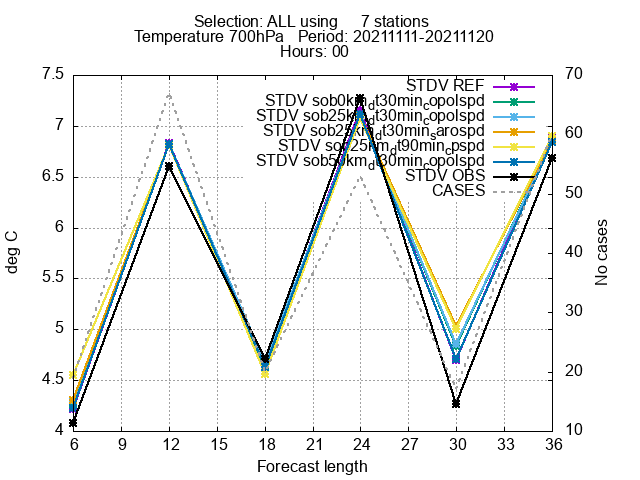 Selection: ALL using 7 stations
Temperature 700hPa Period: 20211111-20211120
Hours: 00
7.5
7
6.5
6
5.5
5
4.5
4
70
60
50
40
30
20
10
deg C
No cases
STDV REF
STDV sob0km_dt30min_copolspd
STDV sob25km_dt30min_copolspd
STDV sob25km_dt30min_sarospd
STDV sob25km_dt90min_cpspd
STDV sob50km_dt30min_copolspd
STDV OBS
CASES
6 9 12 15 18 21 24 27 30 33 36
Forecast length